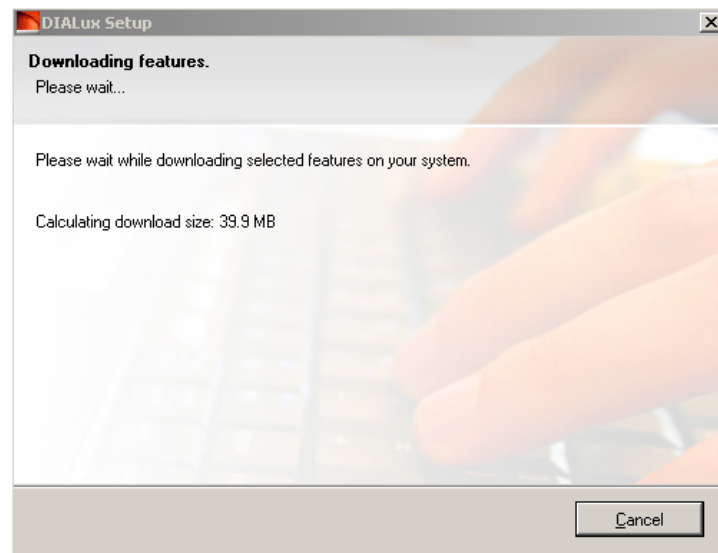 DIALux Setup
Downloading features.
Please wait...
Please wait while downloading selected features on your system.
Calculating download size: 39.9 MB
Cancel